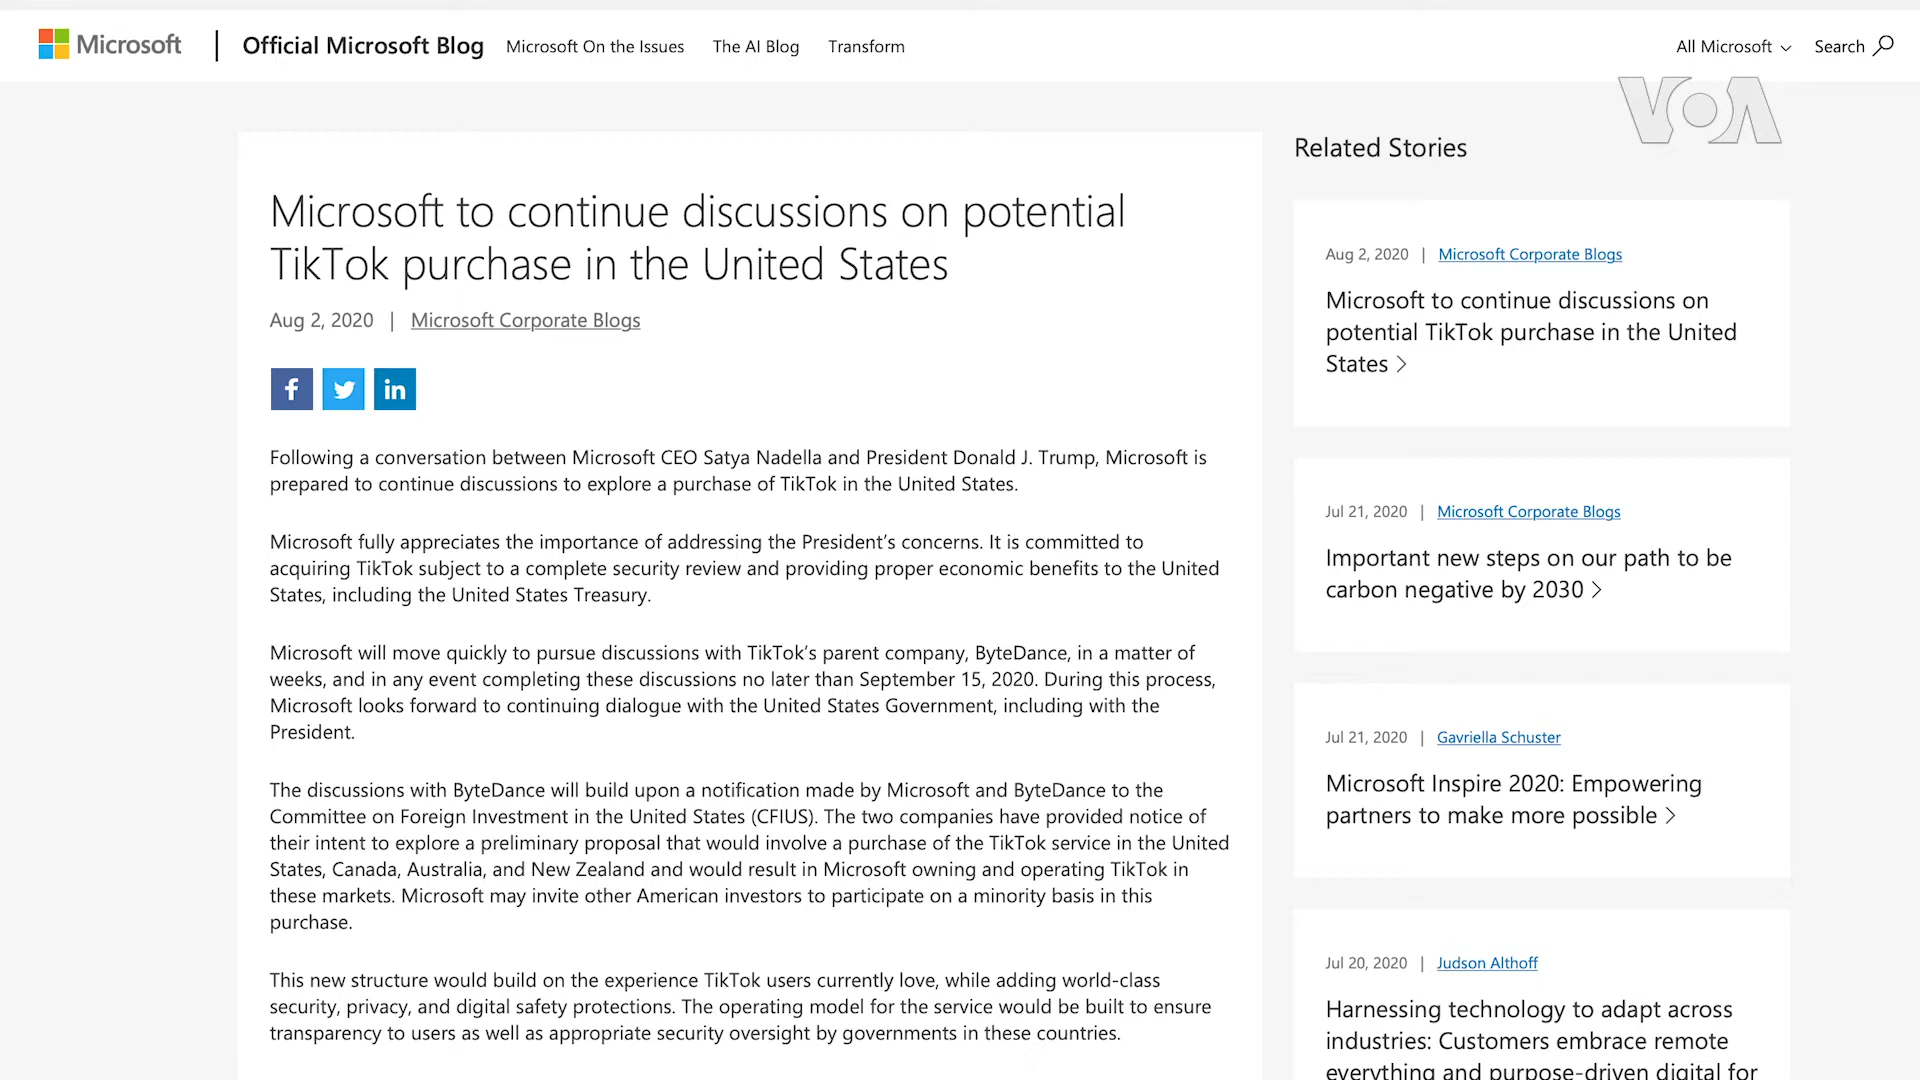 Microsoft | Official Microsoft Blog Microsoft On the Issues The AI Blog Transform All Microsoft Search
VOA
Microsoft to continue discussions on potential
TikTok purchase in the United States
Aug 2, 2020 | Microsoft Corporate Blogs
f in
Following a conversation between Microsoft CEO Satya Nadella and President Donald J. Trump, Microsoft is
prepared to continue discussions to explore a purchase of TikTok in the United States.
Microsoft fully appreciates the importance of addressing the President’s concerns. It is committed to
acquiring TikTok subject to a complete security review and providing proper economic benefits to the United
States, including the United States Treasury.
Microsoft will move quickly to pursue discussions with TikTok’s parent company, ByteDance, in a matter of
weeks, and in any event completing these discussions no later than September 15, 2020. During this process,
Microsoft looks forward to continuing dialogue with the United States Government, including with the
President.
The discussions with ByteDance will build upon a notification made by Microsoft and ByteDance to the
Committee on Foreign Investment in the United States (CFIUS). The two companies have provided notice of
their intent to explore a preliminary proposal that would involve a purchase of the TikTok service in the United
States, Canada, Australia, and New Zealand and would result in Microsoft owning and operating TikTok in
these markets. Microsoft may invite other American investors to participate on a minority basis in this
purchase.
This new structure would build on the experience TikTok users currently love, while adding world-class
security, privacy, and digital safety protections. The operating model for the service would be built to ensure
transparency to users as well as appropriate security oversight by governments in these countries.
Related Stories
Aug 2, 2020 | Microsoft Corporate Blogs
Microsoft to continue discussions on
potential TikTok purchase in the United
States >
Jul 21, 2020 | Microsoft Corporate Blogs
Important new steps on our path to be
carbon negative by 2030 >
Jul 21, 2020 | Gavriella Schuster
Microsoft Inspire 2020: Empowering
partners to make more possible >
Jul 20, 2020 | Judson Althoff
Harnessing technology to adapt across
industries: Customers embrace remote
everything and purpose-driven digital for